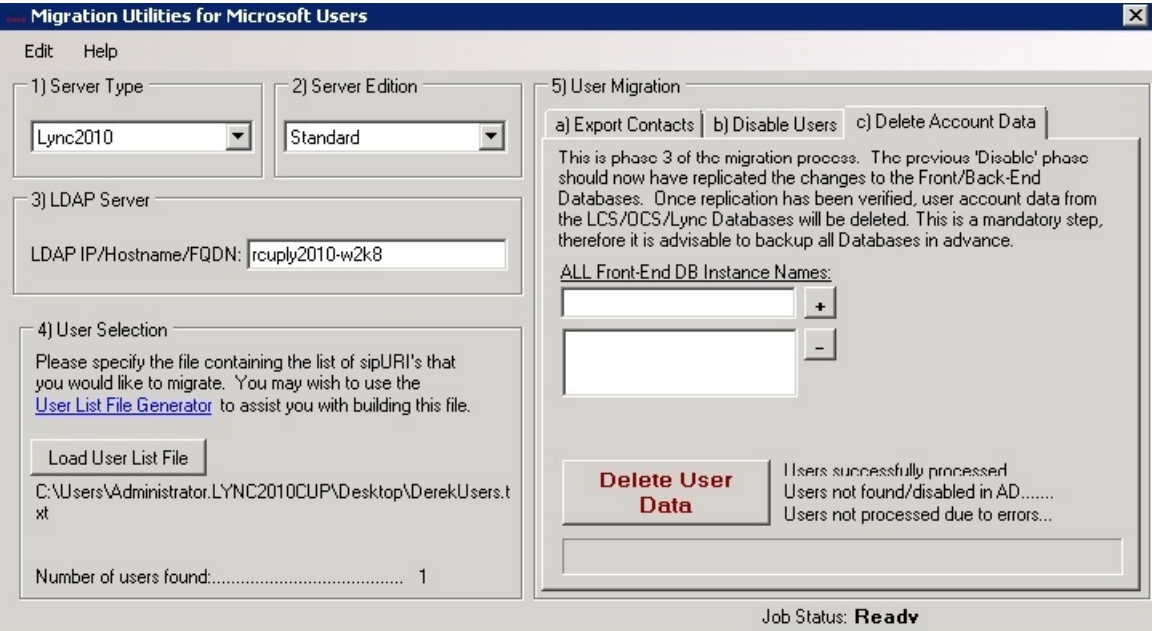 Migration Utilities for Microsoft Users
Edit Help
1) Server Type
Lync2010
2) Server Edition
Standard
3) LDAP Server
LDAP IP/Hostname/FQDN: rcuply2010-w2k8
4) User Selection
Please specify the file containing the list of sipURI's that
you would like to migrate. You may wish to use the
User List File Generator to assist you with building this file.
Load User List File
C:\Users\Administrator.LYNC2010CUP\Desktop\DerekUsers.t
xt
Number of users found:...................................... 1
5) User Migration
a) Export Contacts b) Disable Users c) Delete Account Data
This is phase 3 of the migration process. The previous 'Disable' phase
should now have replicated the changes to the Front/Back-End
Databases. Once replication has been verified, user account data from
the LCS/OCS/Lync Databases will be deleted. This is a mandatory step,
therefore it is advisable to backup all Databases in advance.
ALL Front-End DB Instance Names:
+
-
Delete User
Data
Users successfully processed
Users not found/disabled in AD.......
Users not processed due to errors...
Job Status: Ready